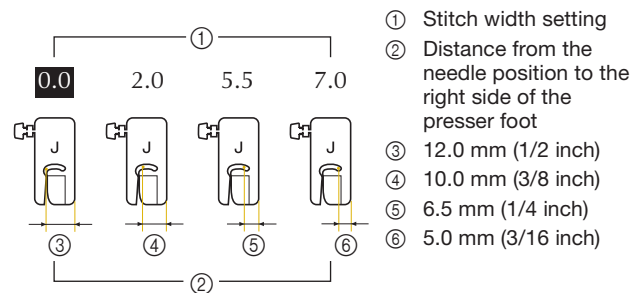 ①
0.0 2.0 5.5 7.0
J J J J
③ ④ ⑤ ⑥
②
① Stitch width setting
② Distance from the
needle position to the
right side of the
presser foot
③ 12.0 mm (1/2 inch)
④ 10.0 mm (3/8 inch)
⑤ 6.5 mm (1/4 inch)
⑥ 5.0 mm (3/16 inch)